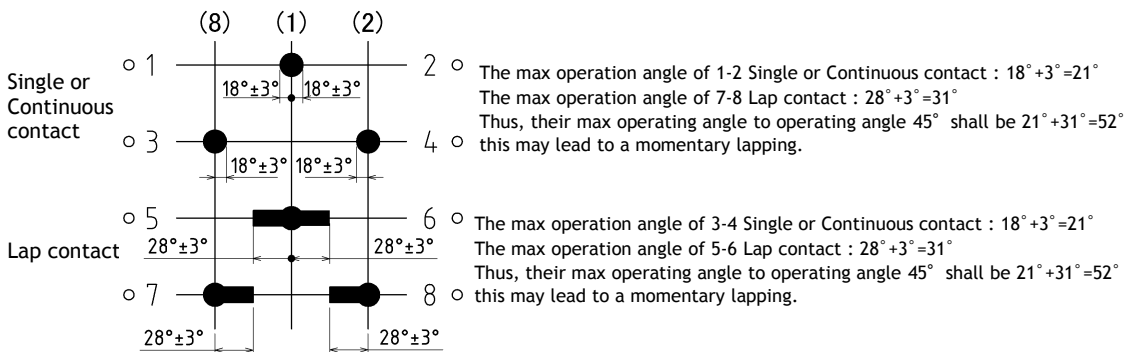 (8) (1) (2)
1 2
18°±3° 18°±3°
Single or
Continuous
contact
The max operation angle of 1-2 Single or Continuous contact : 18°+3°=21°
The max operation angle of 7-8 Lap contact : 28°+3°=31°
Thus, their max operating angle to operating angle 45° shall be 21°+31°=52°
this may lead to a momentary lapping.
3 4
18°±3° 18°±3°
5 6
Lap contact
28°±3° 28°±3°
The max operation angle of 3-4 Single or Continuous contact : 18°+3°=21°
The max operation angle of 5-6 Lap contact : 28°+3°=31°
Thus, their max operating angle to operating angle 45° shall be 21°+31°=52°
this may lead to a momentary lapping.
7 8
28°±3° 28°±3°